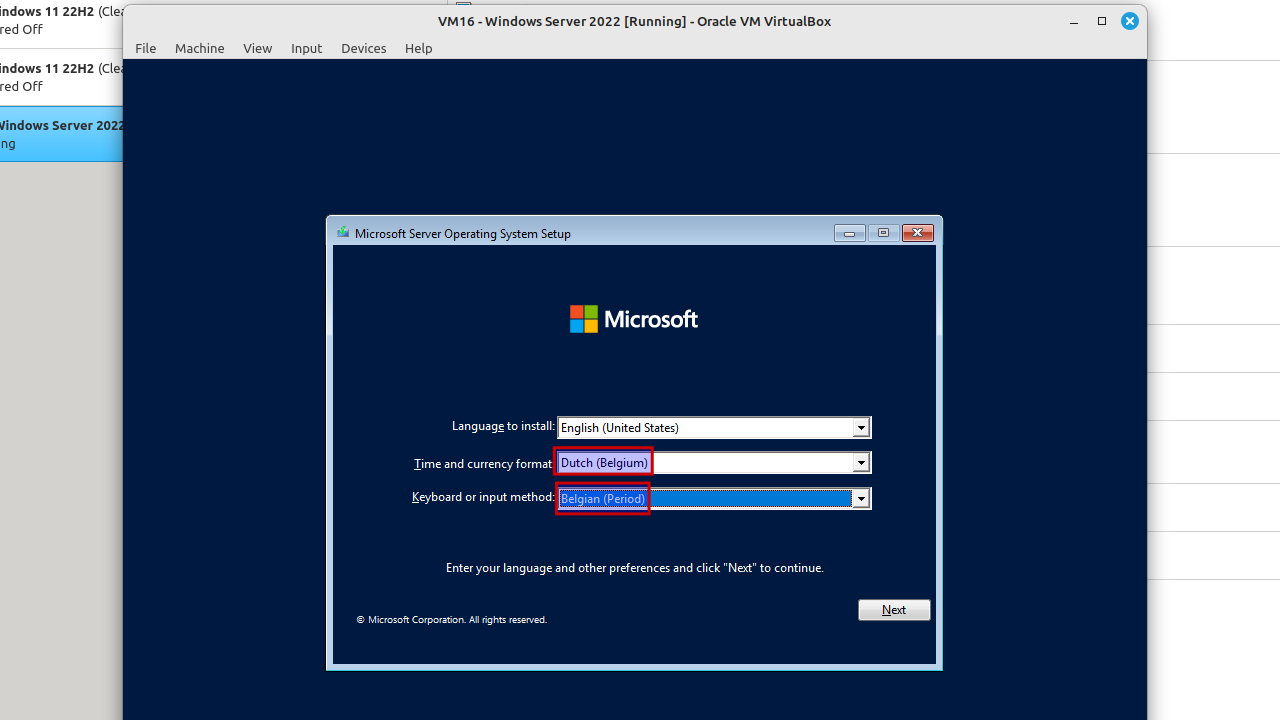 VM16 - Windows Server 2022 [Running] - Oracle VM VirtualBox
File Machine View Input Devices Help
indows 11 22H2 (Clea
red Off
indows 11 22H2 (Clea
red Off
Windows Server 2022
ng
Microsoft Server Operating System Setup
Microsoft
Language to install: English (United States)
Time and currency format Dutch (Belgium)
Keyboard or input method: Belgian (Period)
Enter your language and other preferences and click "Next" to continue.
Next
© Microsoft Corporation. All rights reserved.